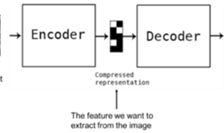 Encoder
Decoder
t
Compressed
representation
The feature we want to
extract from the image